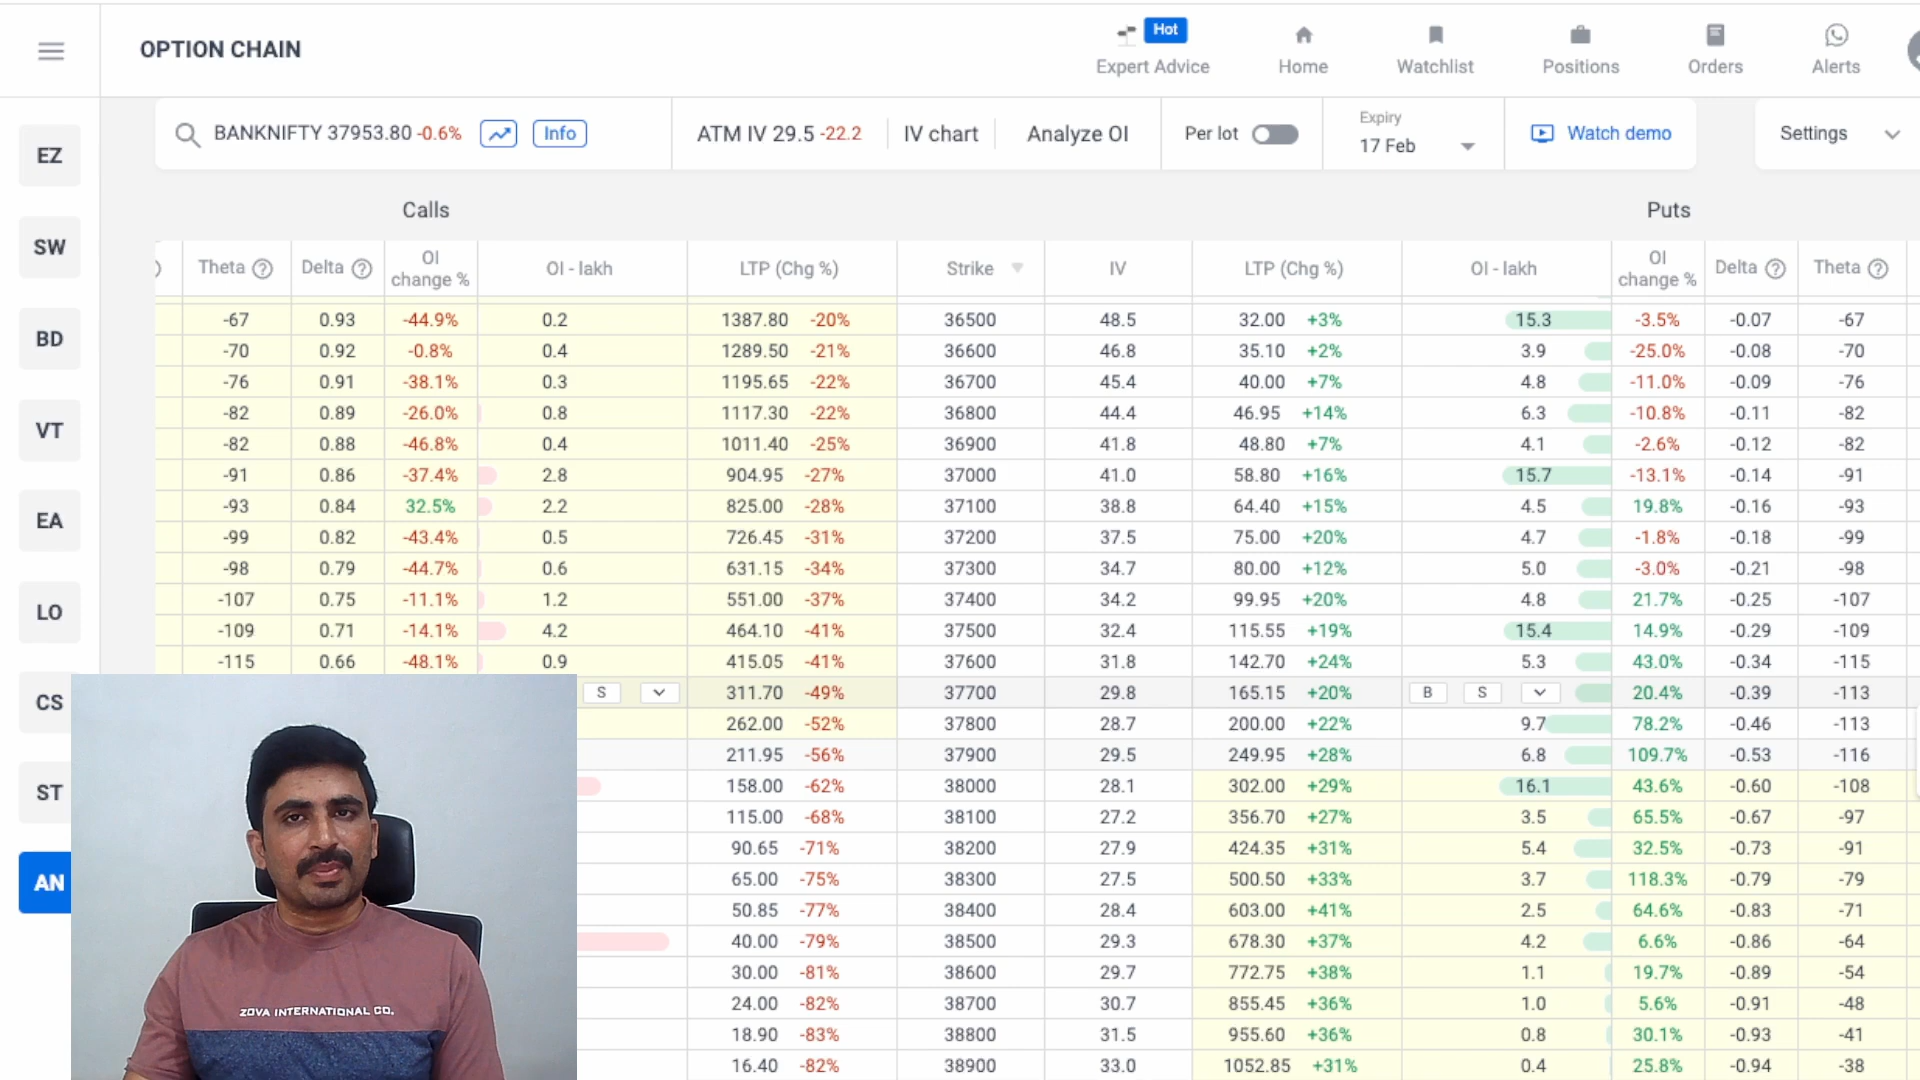 Hot
OPTION CHAIN
Expert Advice Home Watchlist Positions Orders Alerts
BANKNIFTY 37953.80 -0.6% Info ATM IV 29.5 -22.2 IV chart Analyze OI Per lot Expiry 17 Feb Watch demo Settings
EZ
SW
BD
VT
EA
LO
CS
ST
AN
Calls Puts
Theta Delta OI change % OI - lakh LTP (Chg %) Strike IV LTP (Chg %) OI - lakh OI change % Delta Theta
-67 0.93 -44.9% 0.2 1387.80 -20% 36500 48.5 32.00 +3% 15.3 -3.5% -0.07 -67
-70 0.92 -0.8% 0.4 1289.50 -21% 36600 46.8 35.10 +2% 3.9 -25.0% -0.08 -70
-76 0.91 -38.1% 0.3 1195.65 -22% 36700 45.4 40.00 +7% 4.8 -11.0% -0.09 -76
-82 0.89 -26.0% 0.8 1117.30 -22% 36800 44.4 46.95 +14% 6.3 -10.8% -0.11 -82
-82 0.88 -46.8% 0.4 1011.40 -25% 36900 41.8 48.80 +7% 4.1 -2.6% -0.12 -82
-91 0.86 -37.4% 2.8 904.95 -27% 37000 41.0 58.80 +16% 15.7 -13.1% -0.14 -91
-93 0.84 32.5% 2.2 825.00 -28% 37100 38.8 64.40 +15% 4.5 19.8% -0.16 -93
-99 0.82 -43.4% 0.5 726.45 -31% 37200 37.5 75.00 +20% 4.7 -1.8% -0.18 -99
-98 0.79 -44.7% 0.6 631.15 -34% 37300 34.7 80.00 +12% 5.0 -3.0% -0.21 -98
-107 0.75 -11.1% 1.2 551.00 -37% 37400 34.2 99.95 +20% 4.8 21.7% -0.25 -107
-109 0.71 -14.1% 4.2 464.10 -41% 37500 32.4 115.55 +19% 15.4 14.9% -0.29 -109
-115 0.66 -48.1% 0.9 415.05 -41% 37600 31.8 142.70 +24% 5.3 43.0% -0.34 -115
S 311.70 -49% 37700 29.8 165.15 +20% B S 20.4% -0.39 -113
262.00 -52% 37800 28.7 200.00 +22% 9.7 78.2% -0.46 -113
211.95 -56% 37900 29.5 249.95 +28% 6.8 109.7% -0.53 -116
158.00 -62% 38000 28.1 302.00 +29% 16.1 43.6% -0.60 -108
115.00 -68% 38100 27.2 356.70 +27% 3.5 65.5% -0.67 -97
90.65 -71% 38200 27.9 424.35 +31% 5.4 32.5% -0.73 -91
65.00 -75% 38300 27.5 500.50 +33% 3.7 118.3% -0.79 -79
50.85 -77% 38400 28.4 603.00 +41% 2.5 64.6% -0.83 -71
40.00 -79% 38500 29.3 678.30 +37% 4.2 6.6% -0.86 -64
30.00 -81% 38600 29.7 772.75 +38% 1.1 19.7% -0.89 -54
24.00 -82% 38700 30.7 855.45 +36% 1.0 5.6% -0.91 -48
18.90 -83% 38800 31.5 955.60 +36% 0.8 30.1% -0.93 -41
16.40 -82% 38900 33.0 1052.85 +31% 0.4 25.8% -0.94 -38
ZOVA INTERNATIONAL CO.